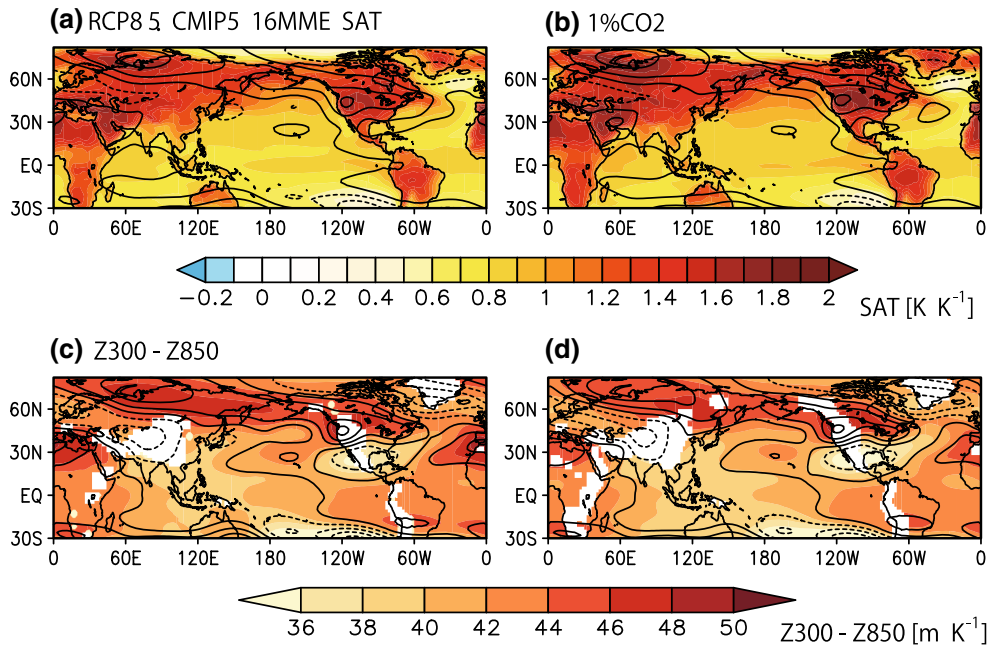 (a) RCP8 5. CMIP5 16MME SAT
(b) 1%CO2
60N
30N
EQ
30S
0 60E 120E 180 120W 60W 0
60N
30N
EQ
30S
0 60E 120E 180 120W 60W 0
−0.2 0 0.2 0.4 0.6 0.8 1 1.2 1.4 1.6 1.8 2
SAT [K K⁻¹]
(c) Z300 - Z850
(d)
60N
30N
EQ
30S
0 60E 120E 180 120W 60W 0
60N
30N
EQ
30S
0 60E 120E 180 120W 60W 0
36 38 40 42 44 46 48 50
Z300 - Z850 [m K⁻¹]